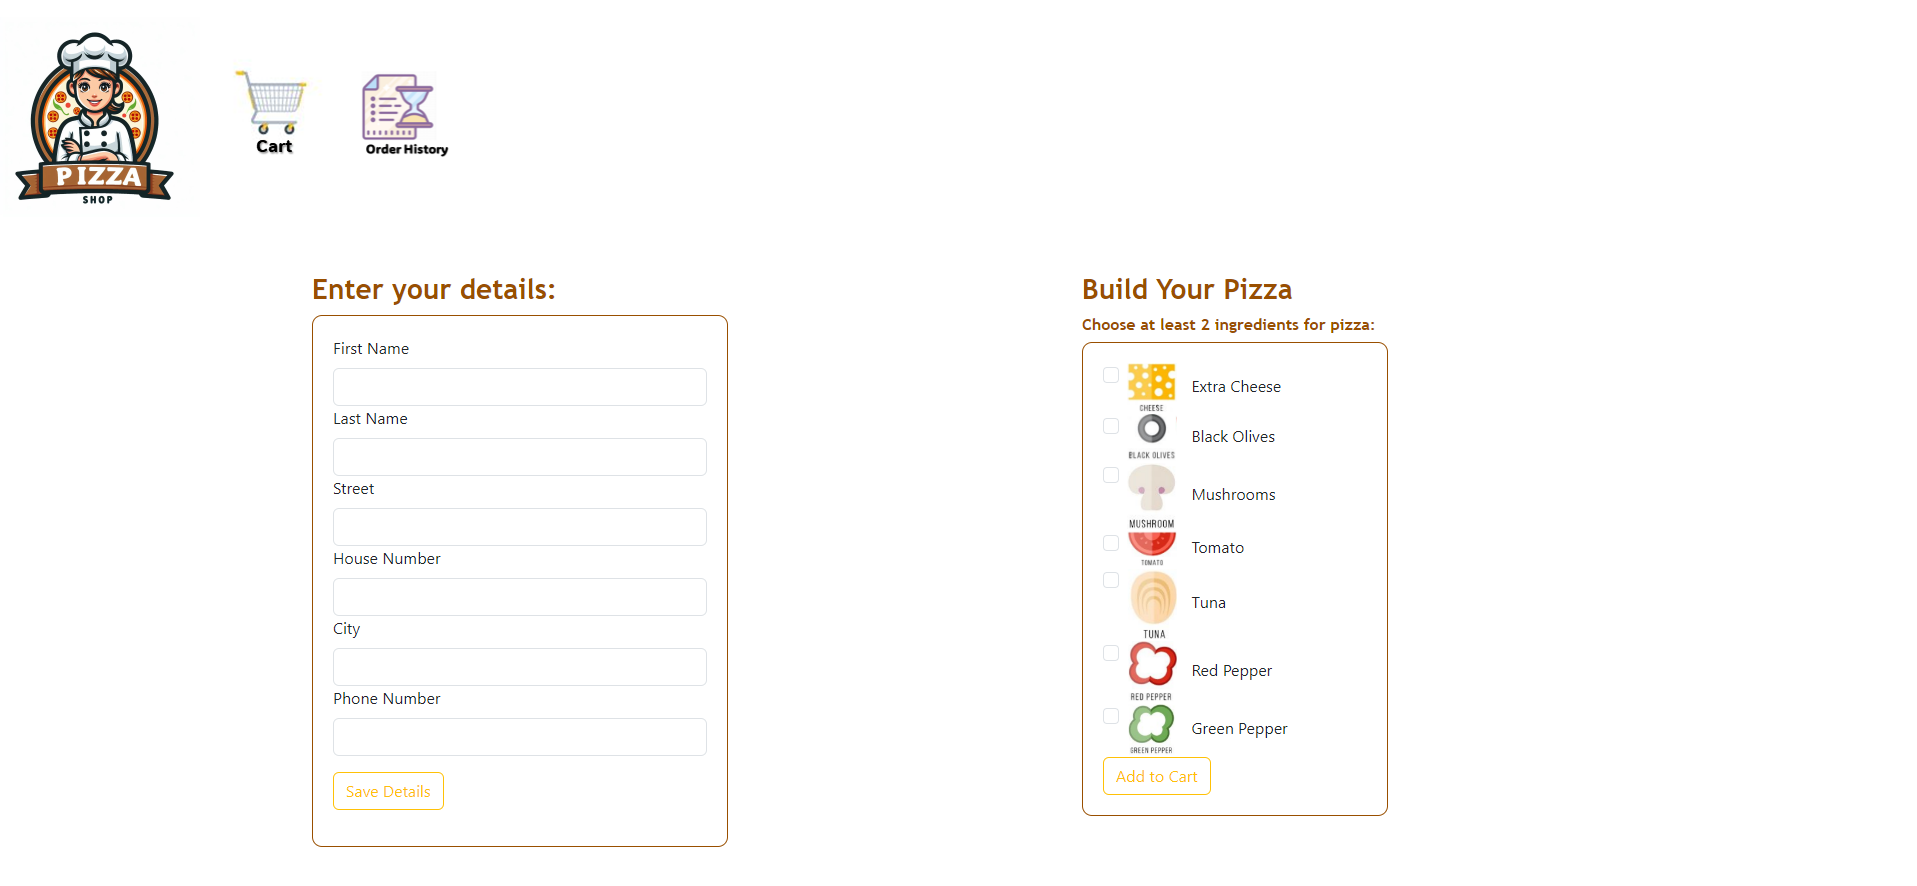 PIZZA
SHOP
Cart
Order History
Enter your details:
First Name
Last Name
Street
House Number
City
Phone Number
Save Details
Build Your Pizza
Choose at least 2 ingredients for pizza:
Extra Cheese
CHEESE
Black Olives
BLACK OLIVES
Mushrooms
MUSHROOM
Tomato
TOMATO
Tuna
TUNA
Red Pepper
RED PEPPER
Green Pepper
GREEN PEPPER
Add to Cart